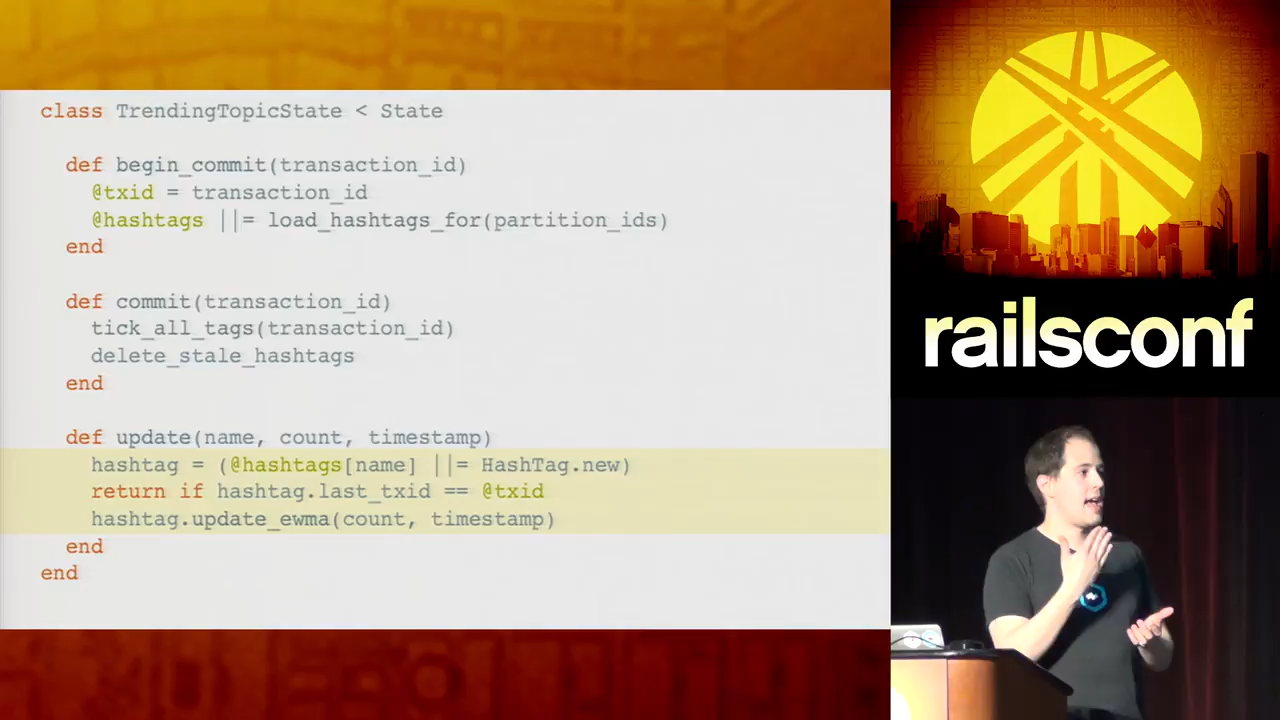 class TrendingTopicState < State
def begin_commit(transaction_id)
@txid = transaction_id
@hashtags ||= load_hashtags_for(partition_ids)
end
def commit(transaction_id)
tick_all_tags(transaction_id)
delete_stale_hashtags
end
def update(name, count, timestamp)
hashtag = (@hashtags[name] ||= HashTag.new)
return if hashtag.last_txid == @txid
hashtag.update_ewma(count, timestamp)
end
end
railsconf